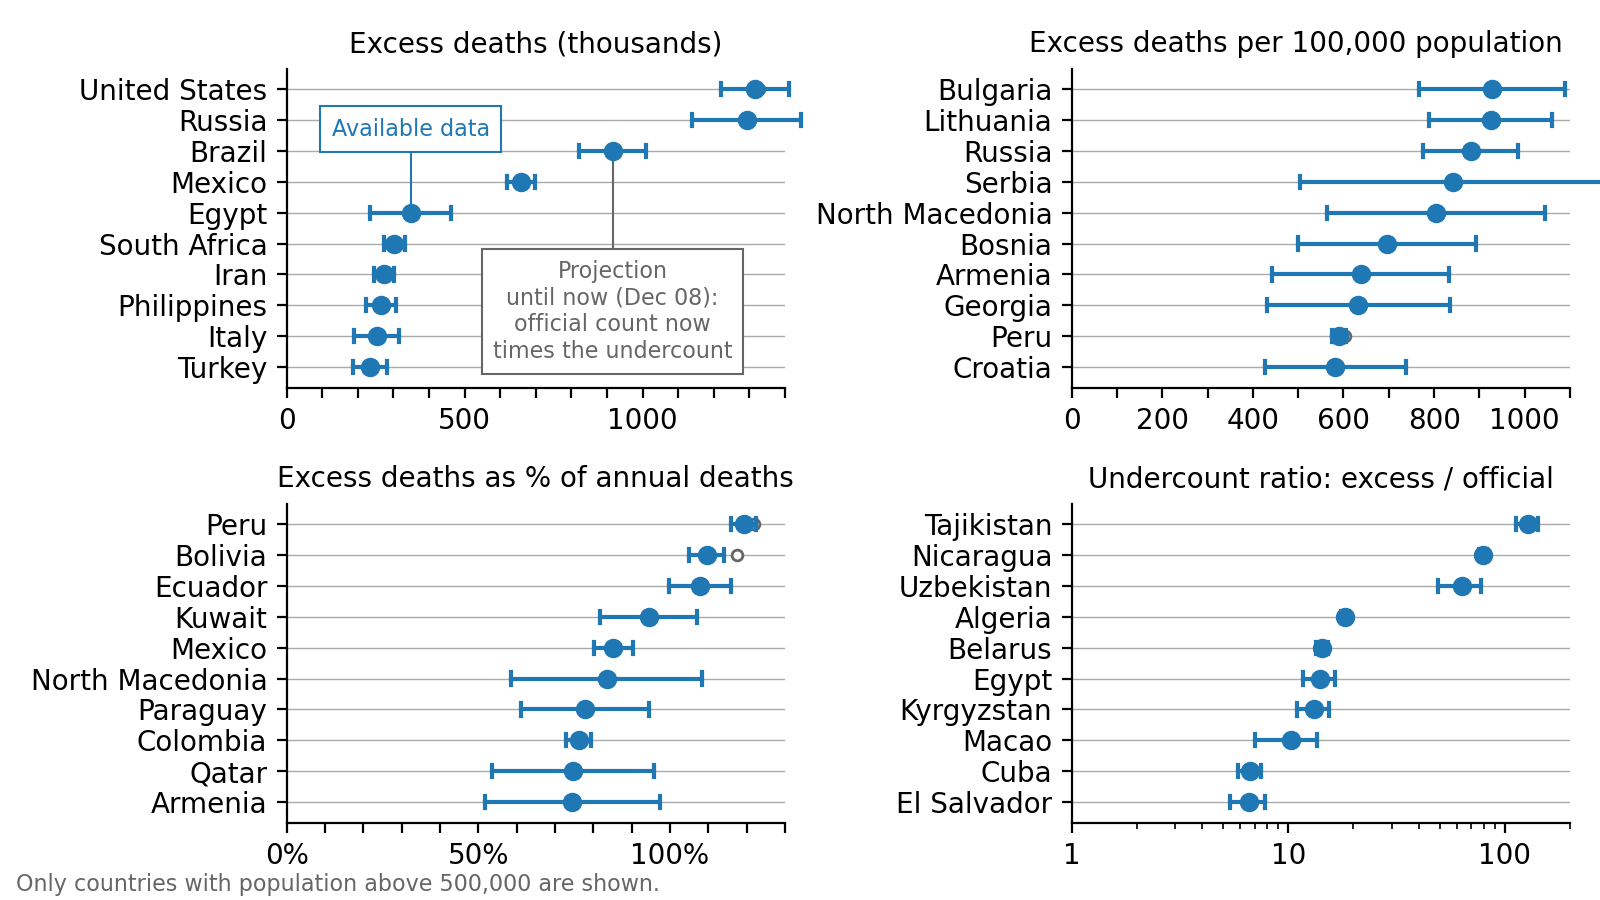 Excess deaths (thousands)
United States
Russia
Brazil
Mexico
Egypt
South Africa
Iran
Philippines
Italy
Turkey
Available data
Projection
until now (Dec 08):
official count now
times the undercount
0 500 1000
Excess deaths per 100,000 population
Bulgaria
Lithuania
Russia
Serbia
North Macedonia
Bosnia
Armenia
Georgia
Peru
Croatia
0 200 400 600 800 1000
Excess deaths as % of annual deaths
Peru
Bolivia
Ecuador
Kuwait
Mexico
North Macedonia
Paraguay
Colombia
Qatar
Armenia
0% 50% 100%
Undercount ratio: excess / official
Tajikistan
Nicaragua
Uzbekistan
Algeria
Belarus
Egypt
Kyrgyzstan
Macao
Cuba
El Salvador
1 10 100
Only countries with population above 500,000 are shown.